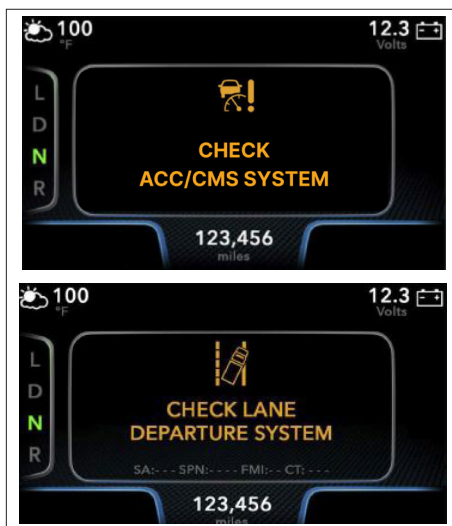 100
°F
12.3
Volts
L
D
N
R
CHECK
ACC/CMS SYSTEM
123,456
miles
100
°F
12.3
Volts
L
D
N
R
CHECK LANE
DEPARTURE SYSTEM
SA:- - - SPN:- - - - FMI:- - CT: - - -
123,456
miles